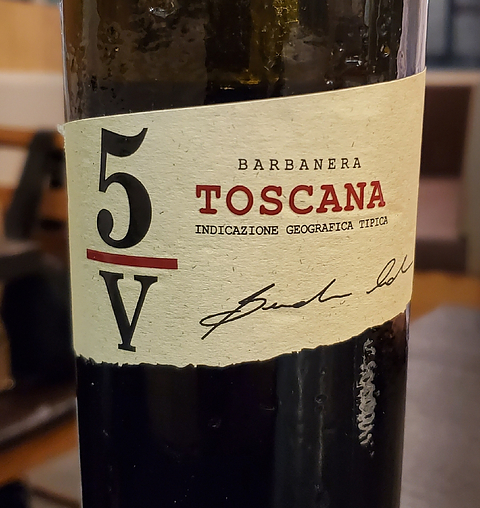 5
V
BARBANERA
TOSCANA
INDICAZIONE GEOGRAFICA TIPICA